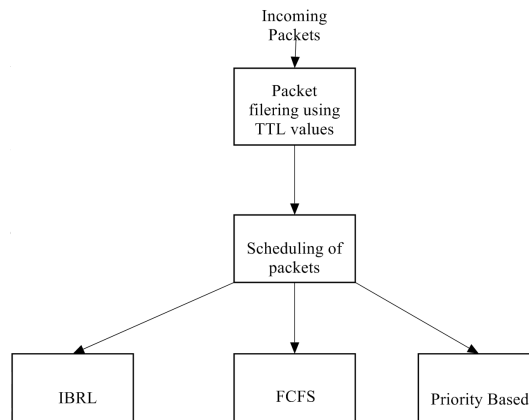 Incoming
Packets
Packet
filering using
TTL values
Scheduling of
packets
IBRL
FCFS
Priority Based